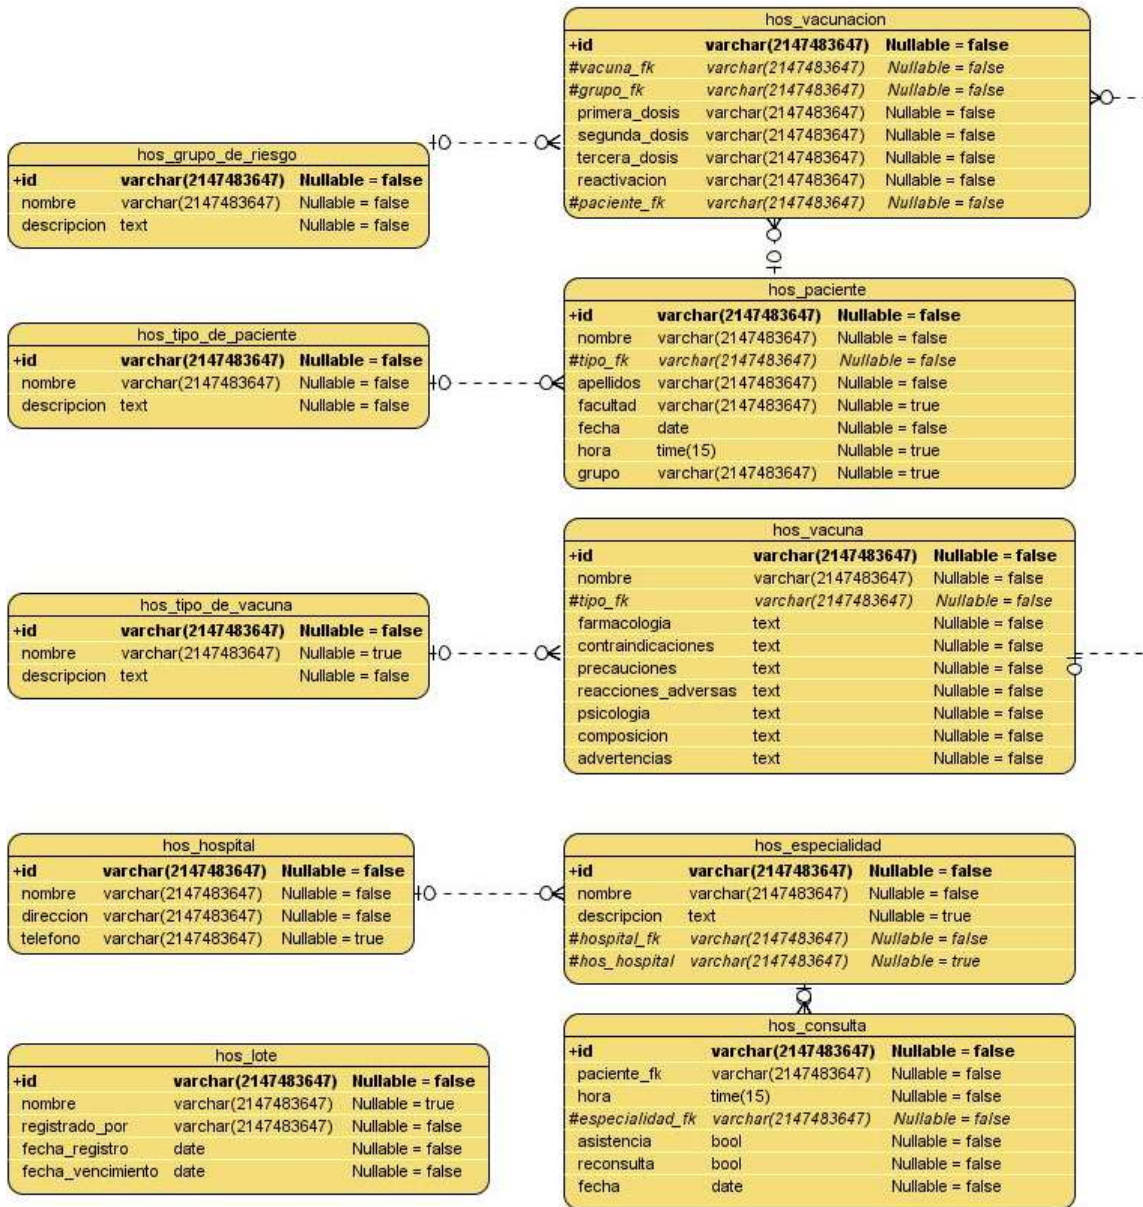 hos_vacunacion
+id varchar(2147483647) Nullable = false
#vacuna_fk varchar(2147483647) Nullable = false
#grupo_fk varchar(2147483647) Nullable = false
primera_dosis varchar(2147483647) Nullable = false
segunda_dosis varchar(2147483647) Nullable = false
tercera_dosis varchar(2147483647) Nullable = false
reactivacion varchar(2147483647) Nullable = false
#paciente_fk varchar(2147483647) Nullable = false
hos_grupo_de_riesgo
+id varchar(2147483647) Nullable = false
nombre varchar(2147483647) Nullable = false
descripcion text Nullable = false
hos_paciente
+id varchar(2147483647) Nullable = false
nombre varchar(2147483647) Nullable = false
#tipo_fk varchar(2147483647) Nullable = false
apellidos varchar(2147483647) Nullable = false
facultad varchar(2147483647) Nullable = true
fecha date Nullable = false
hora time(15) Nullable = true
grupo varchar(2147483647) Nullable = true
hos_tipo_de_paciente
+id varchar(2147483647) Nullable = false
nombre varchar(2147483647) Nullable = false
descripcion text Nullable = false
hos_vacuna
+id varchar(2147483647) Nullable = false
nombre varchar(2147483647) Nullable = false
#tipo_fk varchar(2147483647) Nullable = false
farmacologia text Nullable = false
contraindicaciones text Nullable = false
precauciones text Nullable = false
reacciones_adversas text Nullable = false
psicologia text Nullable = false
composicion text Nullable = false
advertencias text Nullable = false
hos_tipo_de_vacuna
+id varchar(2147483647) Nullable = false
nombre varchar(2147483647) Nullable = true
descripcion text Nullable = false
hos_hospital
+id varchar(2147483647) Nullable = false
nombre varchar(2147483647) Nullable = false
direccion varchar(2147483647) Nullable = false
telefono varchar(2147483647) Nullable = true
hos_especialidad
+id varchar(2147483647) Nullable = false
nombre varchar(2147483647) Nullable = false
descripcion text Nullable = true
#hospital_fk varchar(2147483647) Nullable = false
#hos_hospital varchar(2147483647) Nullable = true
hos_lote
+id varchar(2147483647) Nullable = false
nombre varchar(2147483647) Nullable = true
registrado_por varchar(2147483647) Nullable = false
fecha_registro date Nullable = false
fecha_vencimiento date Nullable = false
hos_consulta
+id varchar(2147483647) Nullable = false
paciente_fk varchar(2147483647) Nullable = false
hora time(15) Nullable = false
#especialidad_fk varchar(2147483647) Nullable = false
asistencia bool Nullable = false
reconsulta bool Nullable = false
fecha date Nullable = false